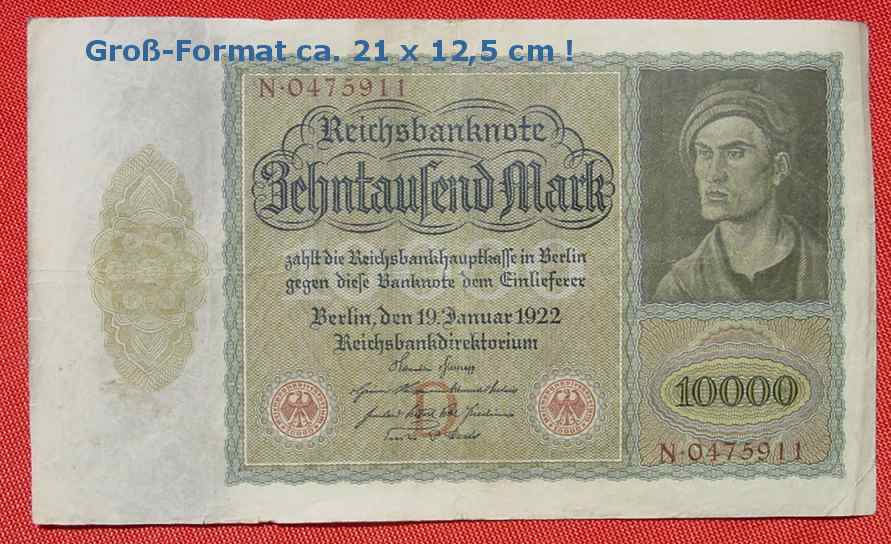 Groß-Format ca. 21 x 12,5 cm !
N·0475911
Reichsbanknote
Zehntausend Mark
zahlt die Reichsbankhauptkasse in Berlin
gegen diese Banknote dem Einlieferer
Berlin, den 19. Januar 1922
Reichsbankdirektorium
D
10000
N·0475911